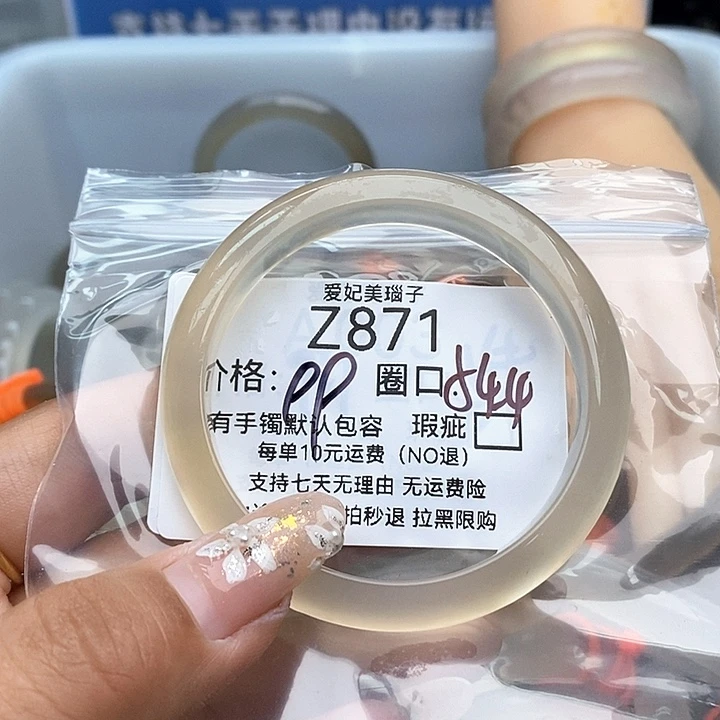 爱妃美瑙子
Z871
价格: PP 圈口 544
有手镯默认包容 瑕疵
每单10元运费（NO退）
支持七天无理由 无运费险
拍秒退 拉黑限购